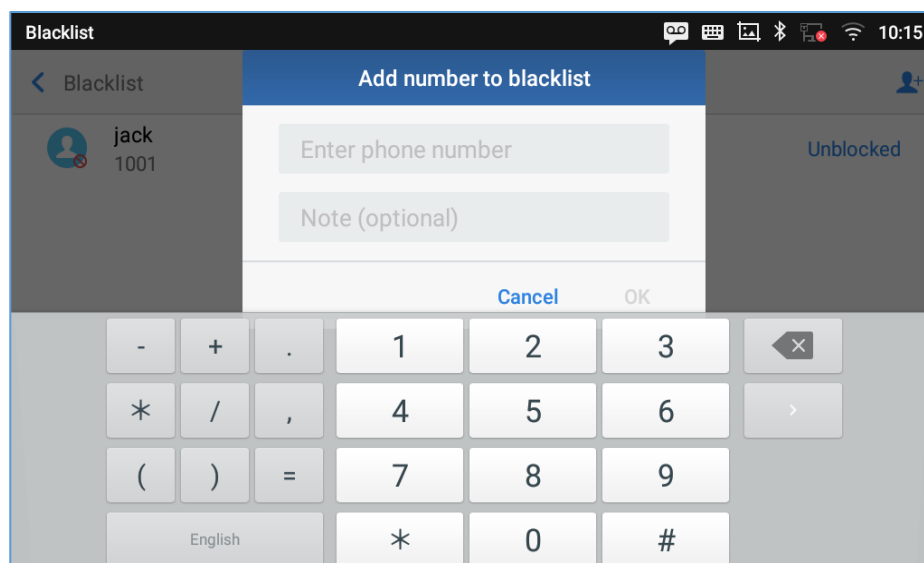 Blacklist 10:15
Blacklist
Add number to blacklist
jack
1001
Unblocked
Enter phone number
Note (optional)
Cancel OK
- + . 1 2 3
* / , 4 5 6
( ) = 7 8 9
English * 0 #